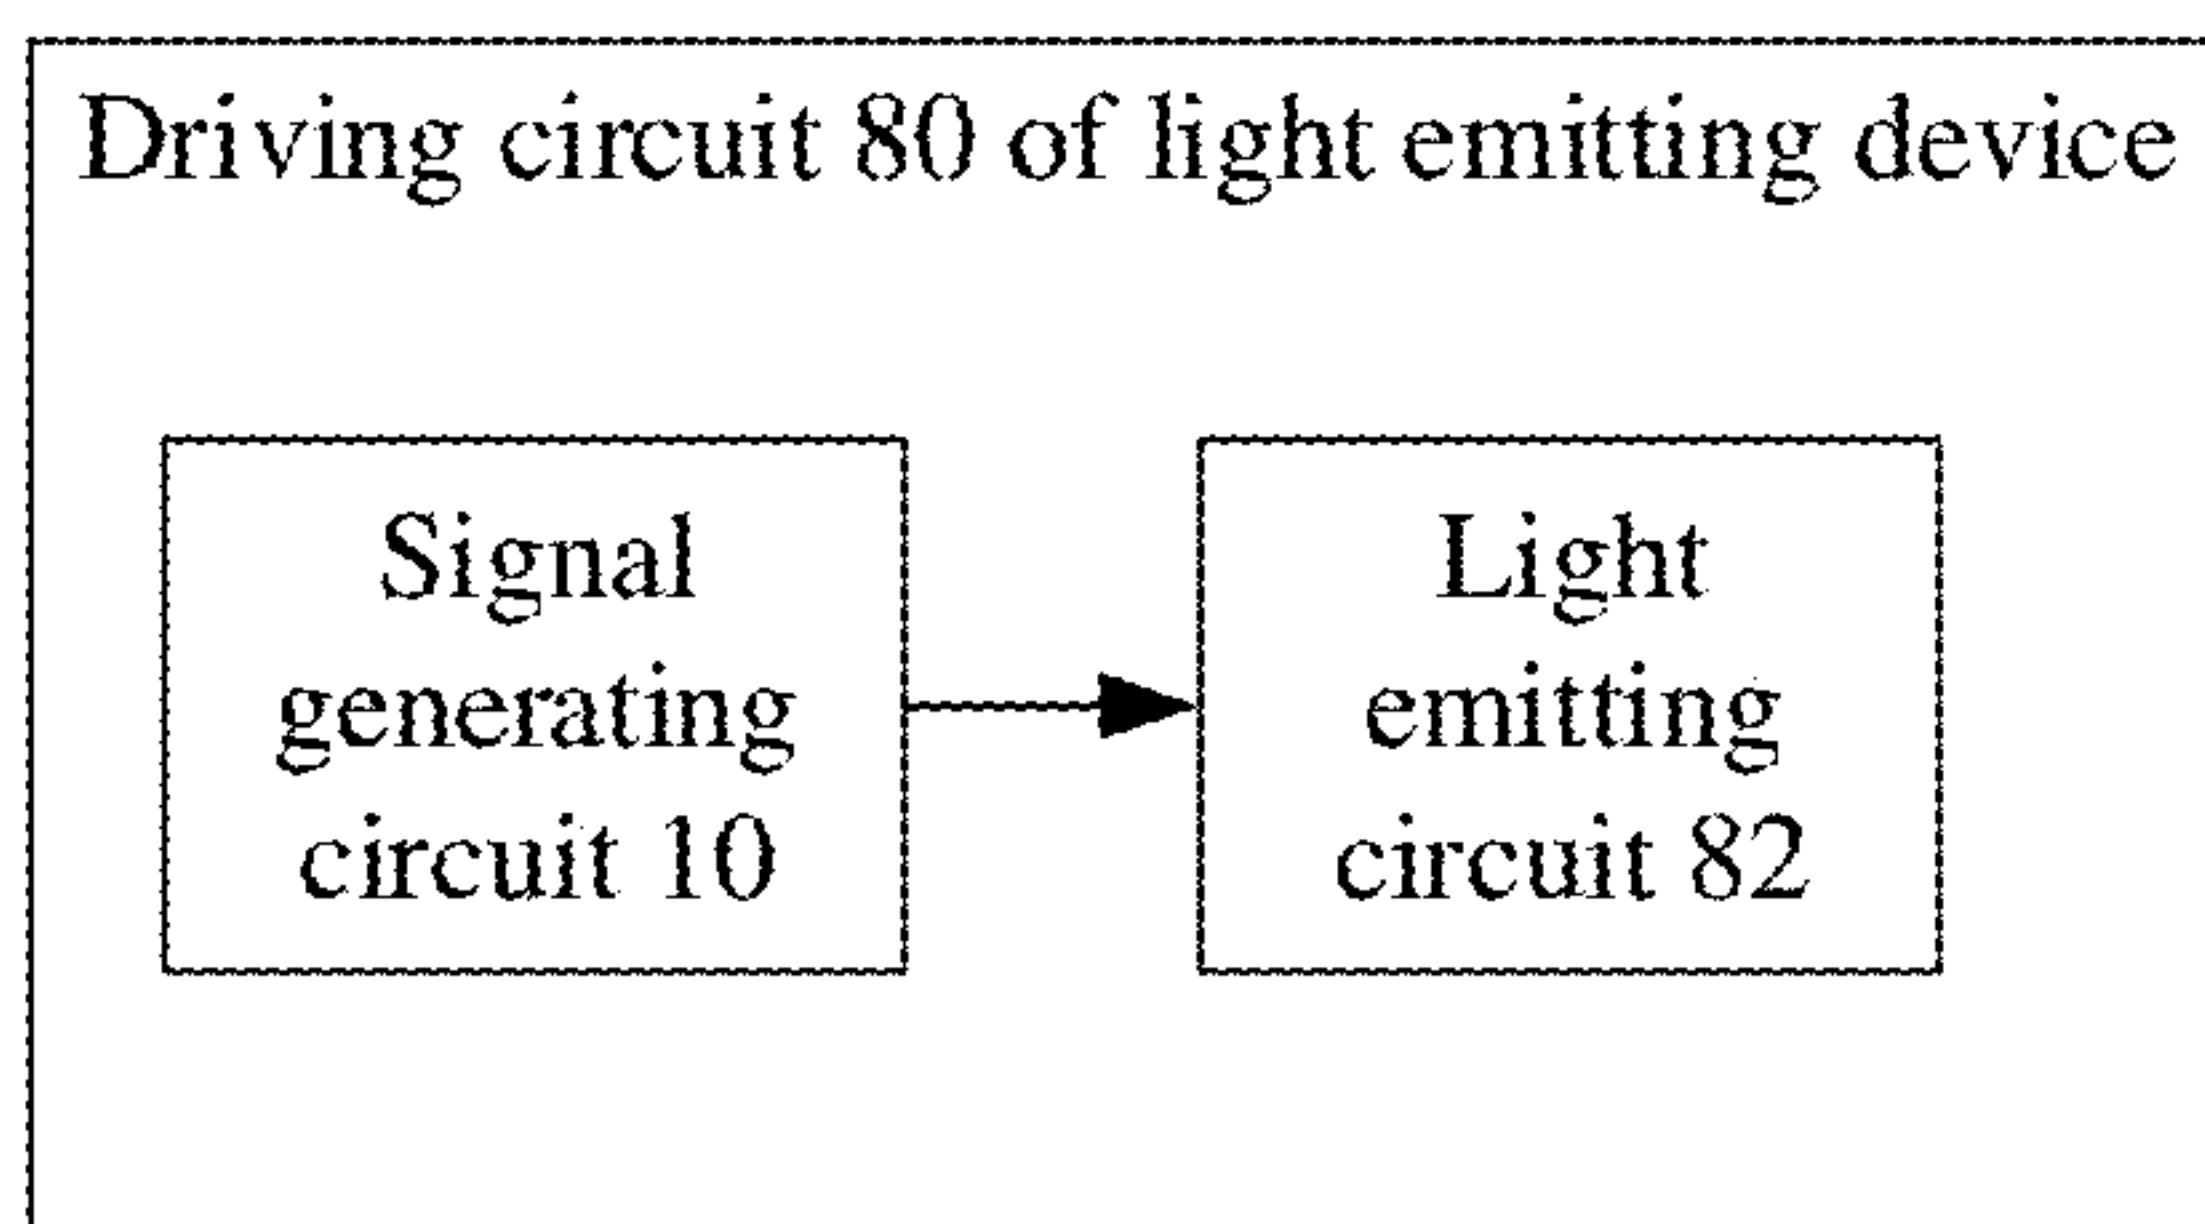 Driving circuit 80 of light emitting device
Signal
generating
circuit 10
Light
emitting
circuit 82